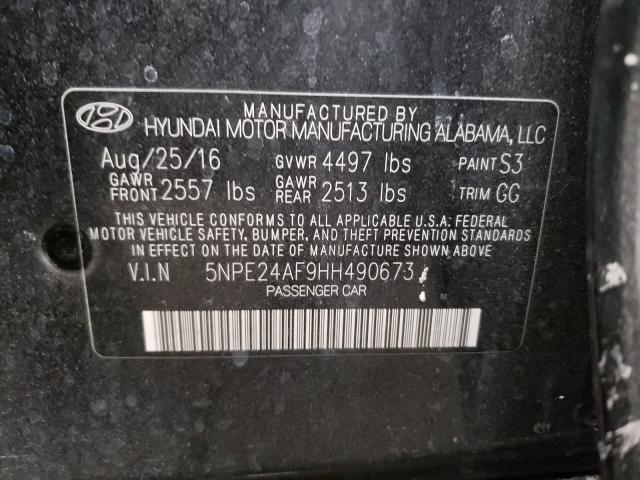 MANUFACTURED BY
HYUNDAI MOTOR MANUFACTURING ALABAMA, LLC
Aug/25/16 GVWR 4497 lbs PAINT S3
GAWR FRONT 2557 lbs GAWR REAR 2513 lbs TRIM GG
THIS VEHICLE CONFORMS TO ALL APPLICABLE U.S.A. FEDERAL
MOTOR VEHICLE SAFETY, BUMPER, AND THEFT PREVENTION STANDARDS
IN EFFECT ON THE DATE OF MANUFACTURE SHOWN ABOVE.
V.I.N 5NPE24AF9HH490673
PASSENGER CAR